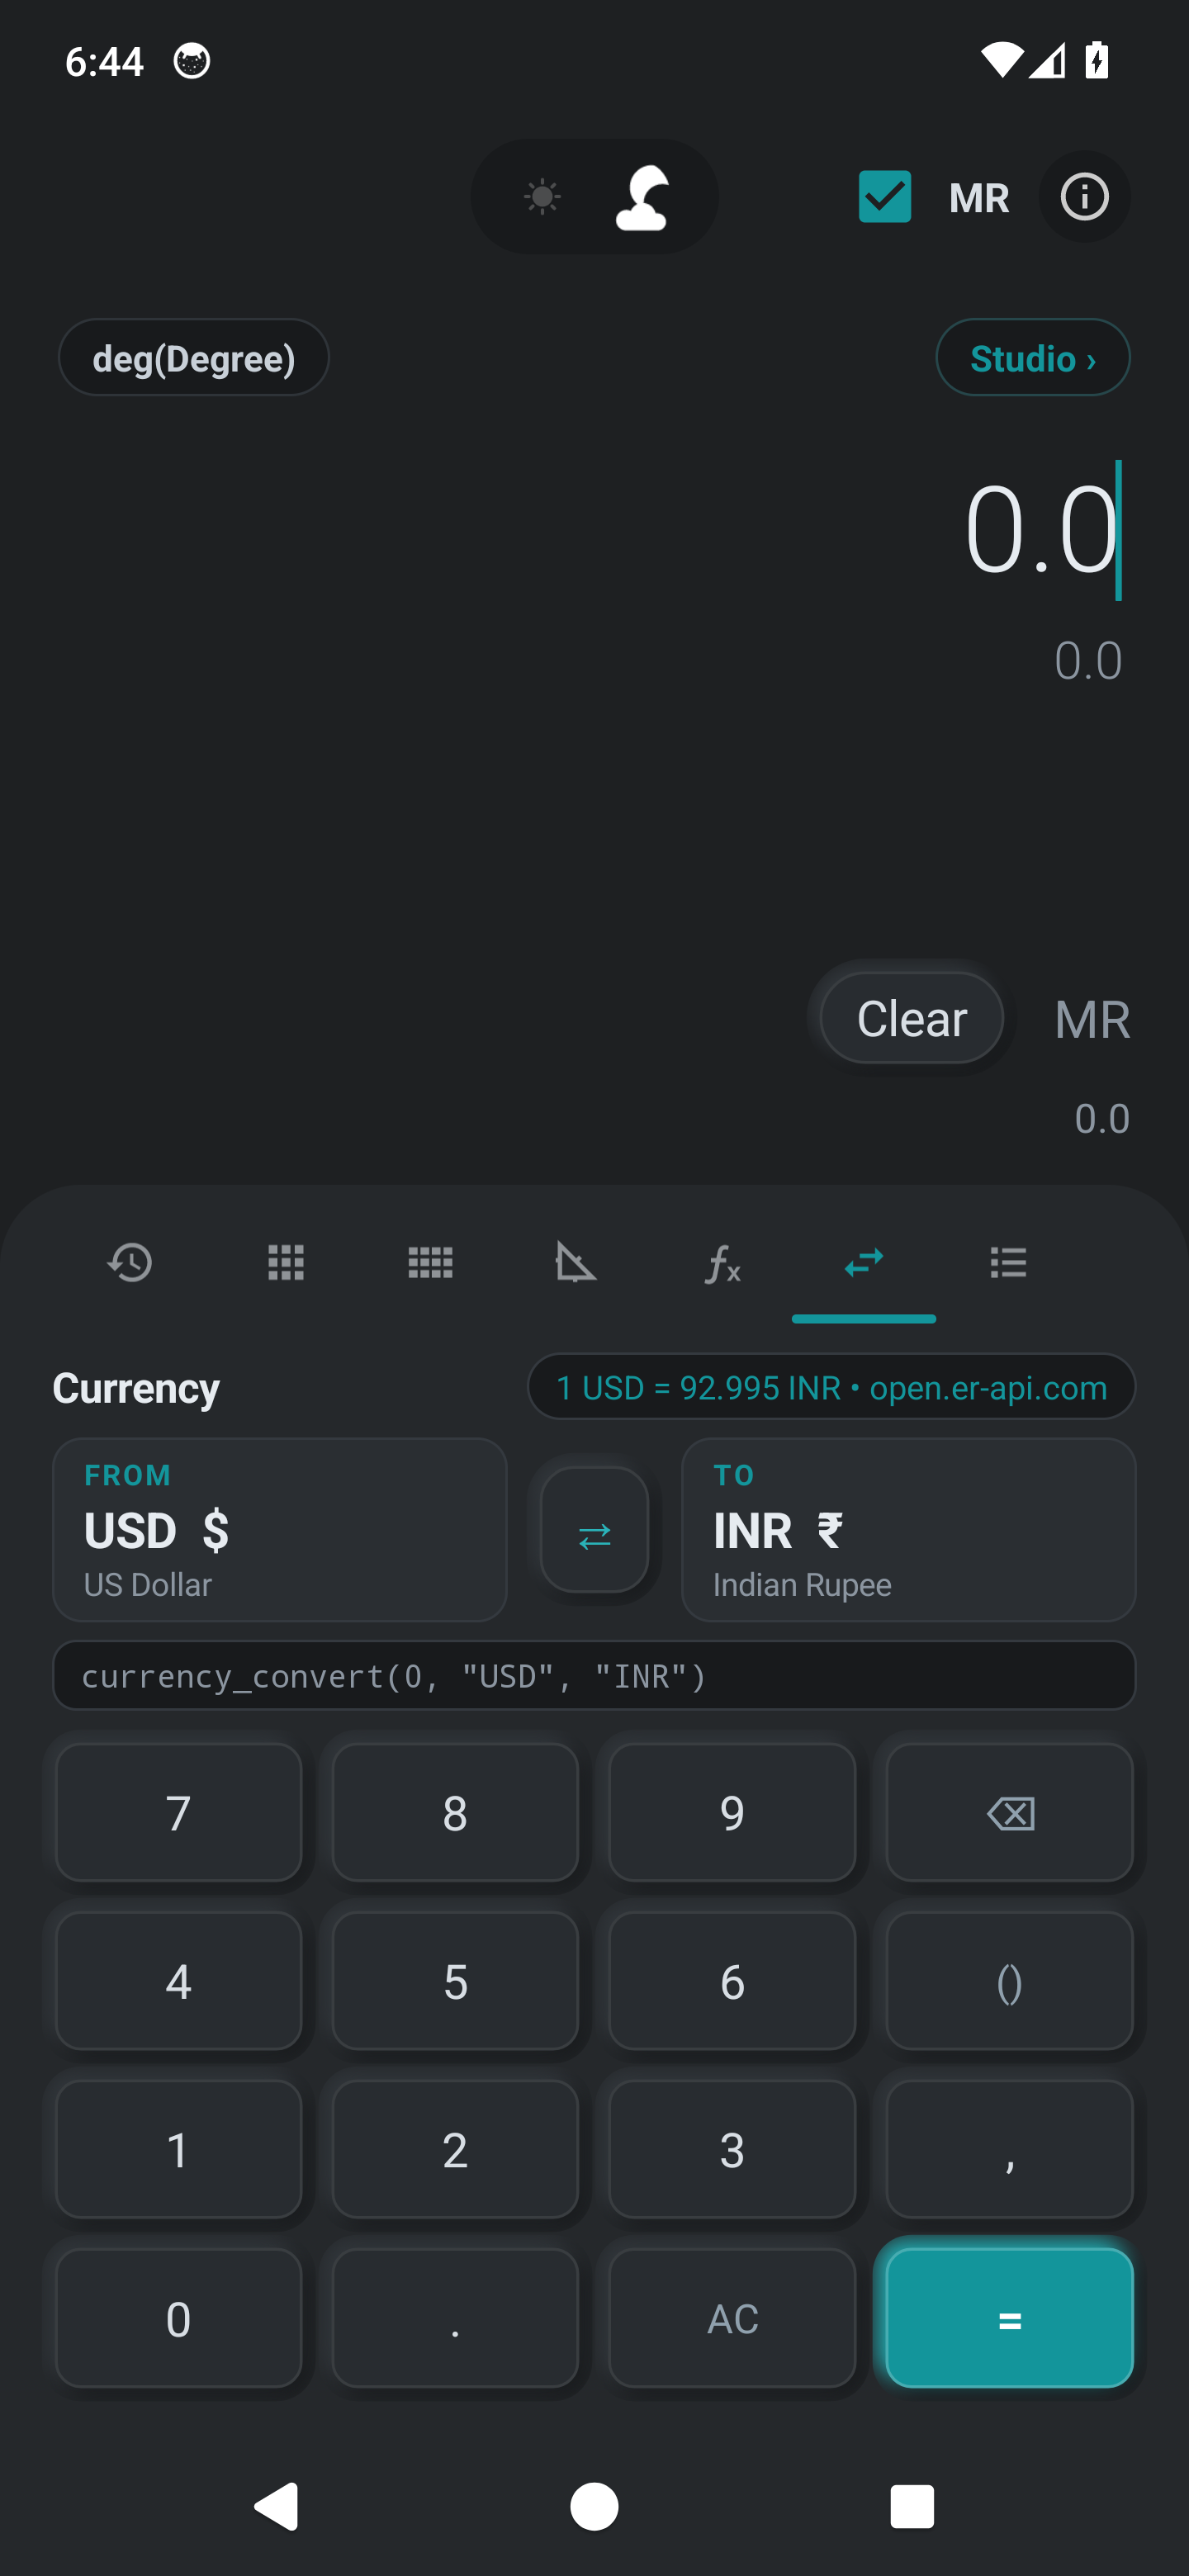 6:44
MR
deg(Degree)
Studio ›
0.0
0.0
Clear
MR
0.0
fx
Currency
1 USD = 92.995 INR • open.er-api.com
FROM
TO
USD $
INR ₹
US Dollar
Indian Rupee
currency_convert(0, "USD", "INR")
7 8 9
4 5 6 ()
1 2 3 ,
0 . AC =